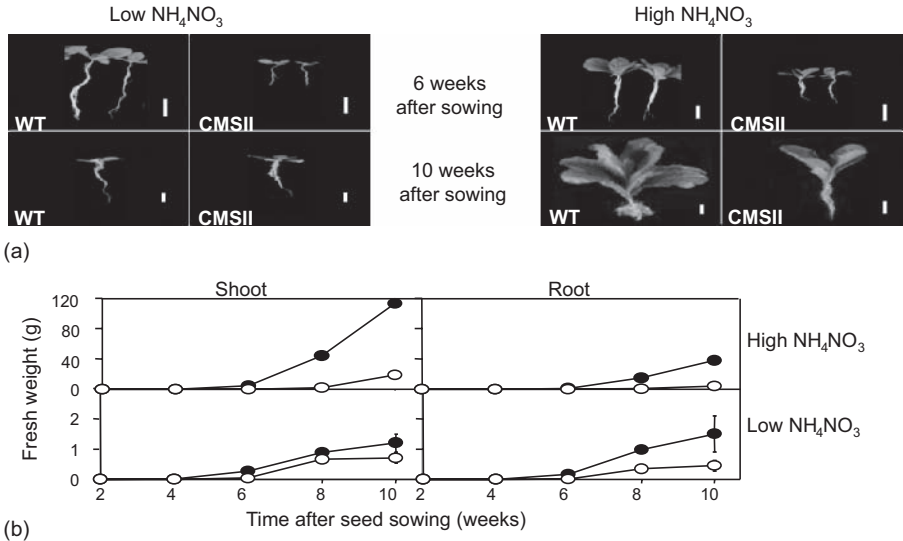 Low NH₄NO₃
High NH₄NO₃
WT
CMSII
6 weeks
after sowing
WT
CMSII
WT
CMSII
10 weeks
after sowing
WT
CMSII
(a)
Shoot
Root
Fresh weight (g)
120
80
40
0
High NH₄NO₃
2
1
0
Low NH₄NO₃
2 4 6 8 10 2 4 6 8 10
Time after seed sowing (weeks)
(b)